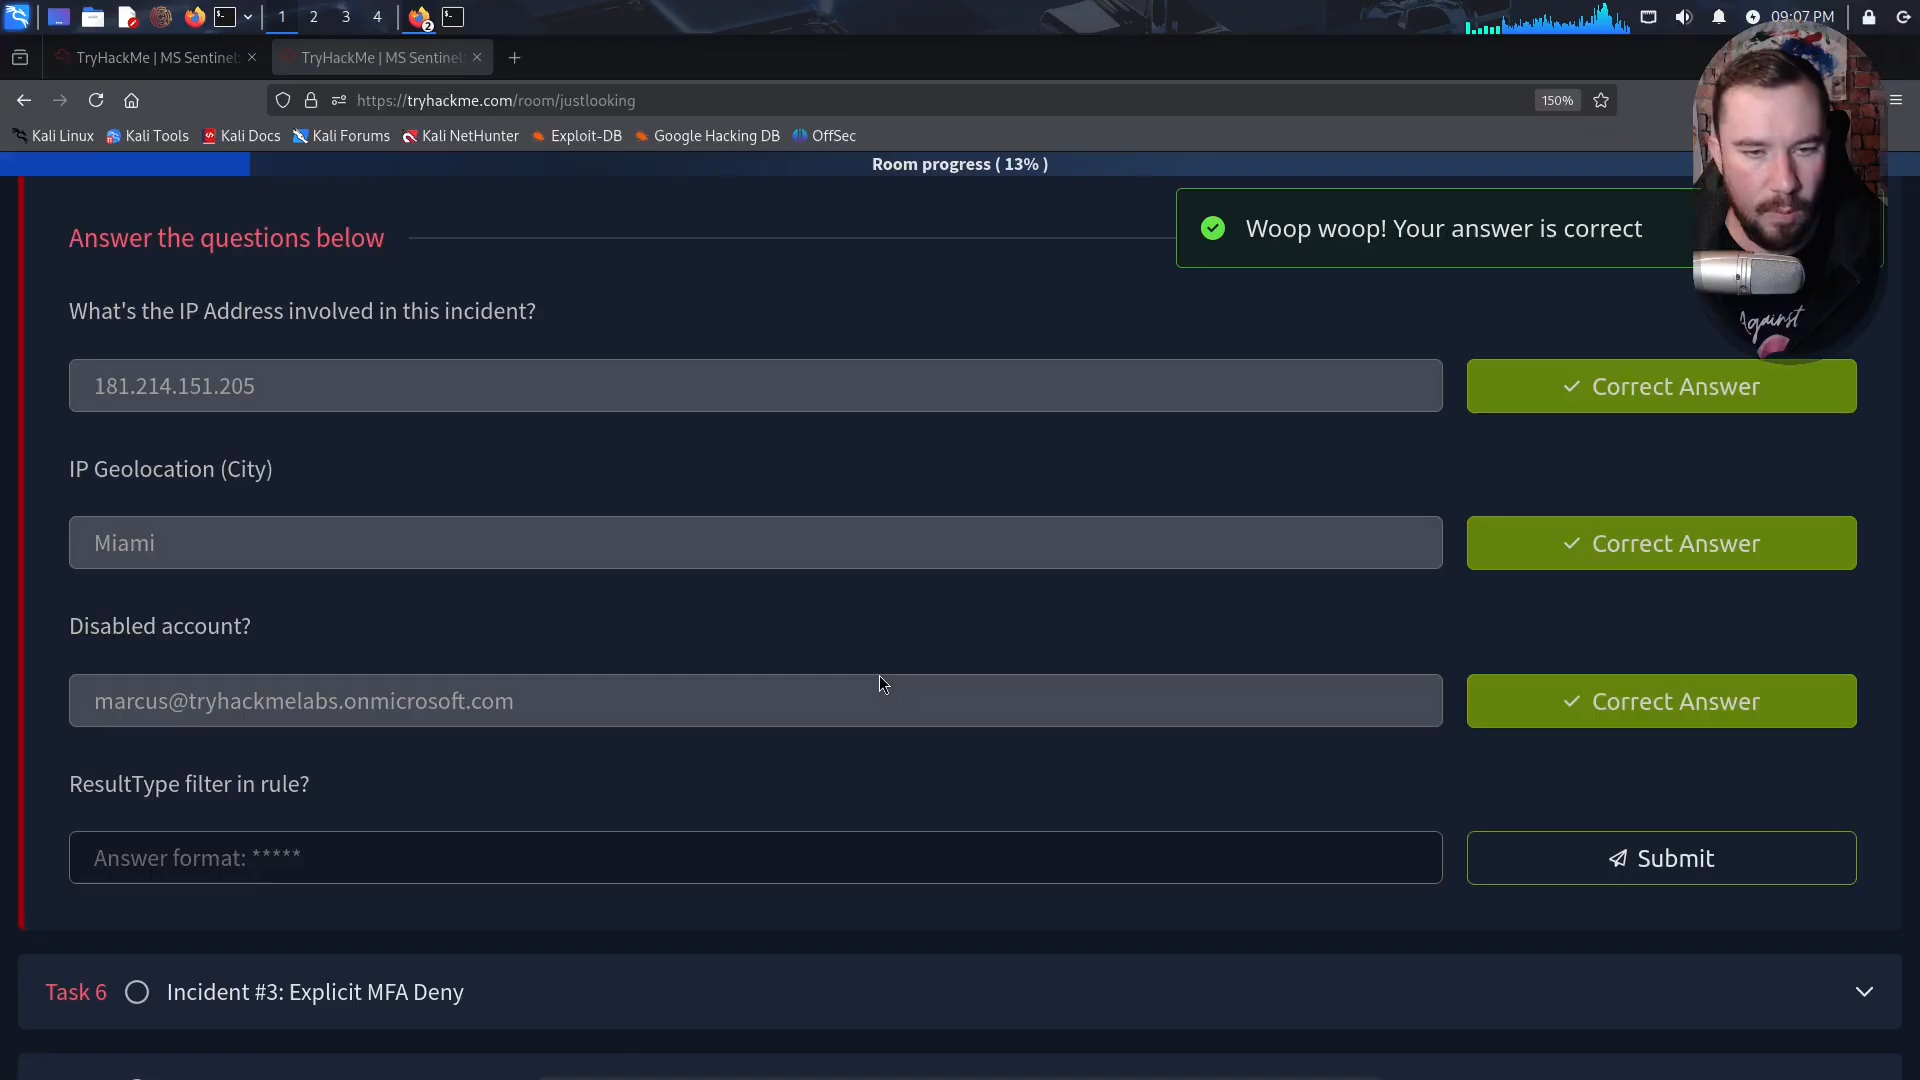 1
2
3
4
2
09:07 PM
TryHackMe | MS Sentinel:
TryHackMe | MS Sentinel:
https://tryhackme.com/room/justlooking
150%
Kali Linux
Kali Tools
Kali Docs
Kali Forums
Kali NetHunter
Exploit-DB
Google Hacking DB
OffSec
Room progress ( 13% )
Answer the questions below
Woop woop! Your answer is correct
What's the IP Address involved in this incident?
181.214.151.205
Correct Answer
IP Geolocation (City)
Miami
Correct Answer
Disabled account?
marcus@tryhackmelabs.onmicrosoft.com
Correct Answer
ResultType filter in rule?
Answer format: *****
Submit
Task 6
Incident #3: Explicit MFA Deny
Against